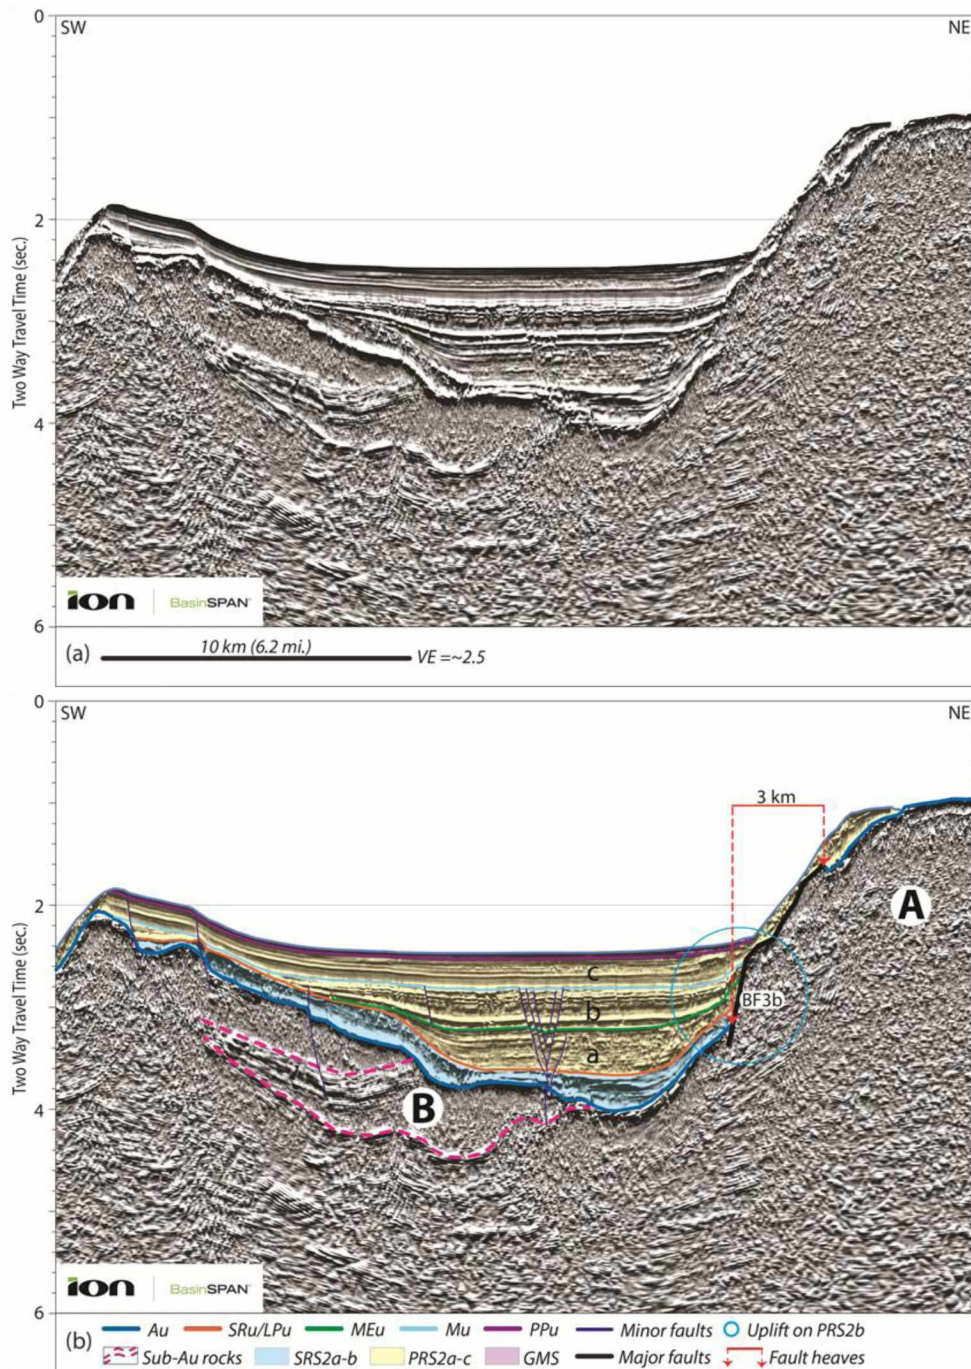 0
SW
NE
2
Two Way Travel Time (sec.)
4
ion
BasinSPAN
6
(a)
10 km (6.2 mi.)
VE =~2.5
0
SW
NE
3 km
2
A
c
BF3b
b
a
Two Way Travel Time (sec.)
4
B
ion
BasinSPAN
6
(b)
Au
SRu/LPu
MEu
Mu
PPu
Minor faults
Uplift on PRS2b
Sub-Au rocks
SRS2a-b
PRS2a-c
GMS
Major faults
Fault heaves